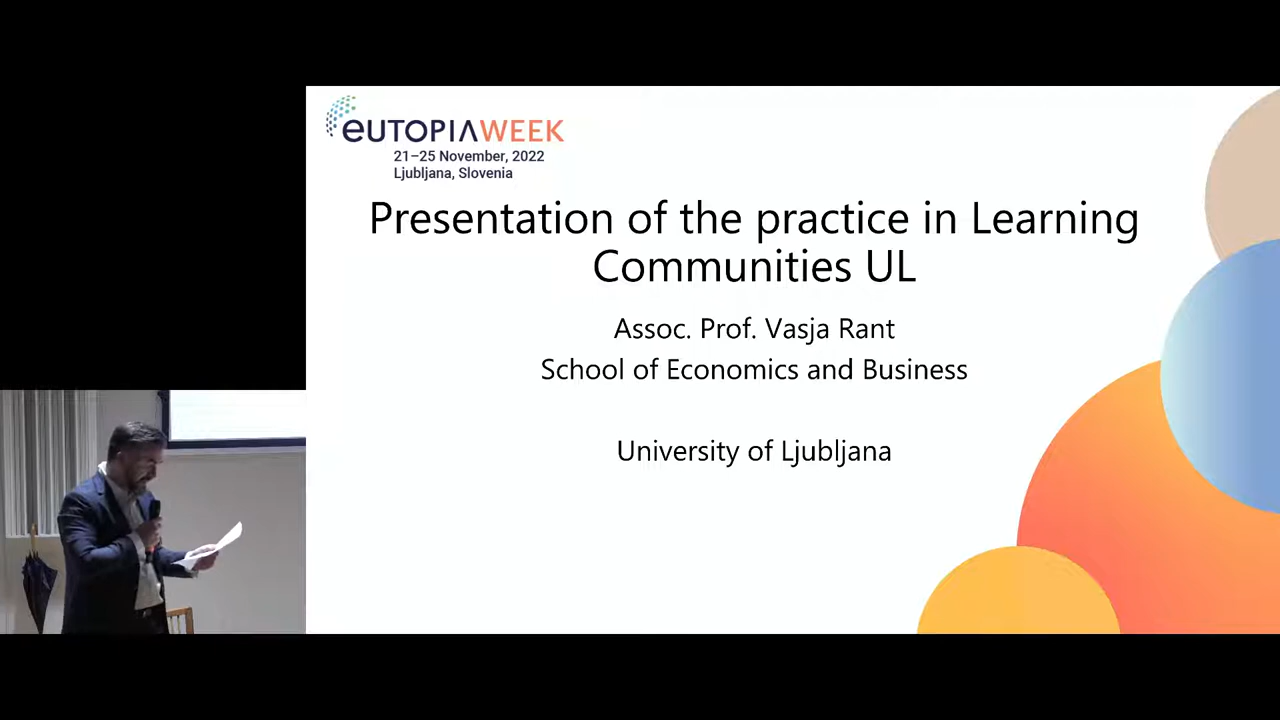 eUTOPIAWEEK
21–25 November, 2022
Ljubljana, Slovenia
Presentation of the practice in Learning
Communities UL
Assoc. Prof. Vasja Rant
School of Economics and Business
University of Ljubljana